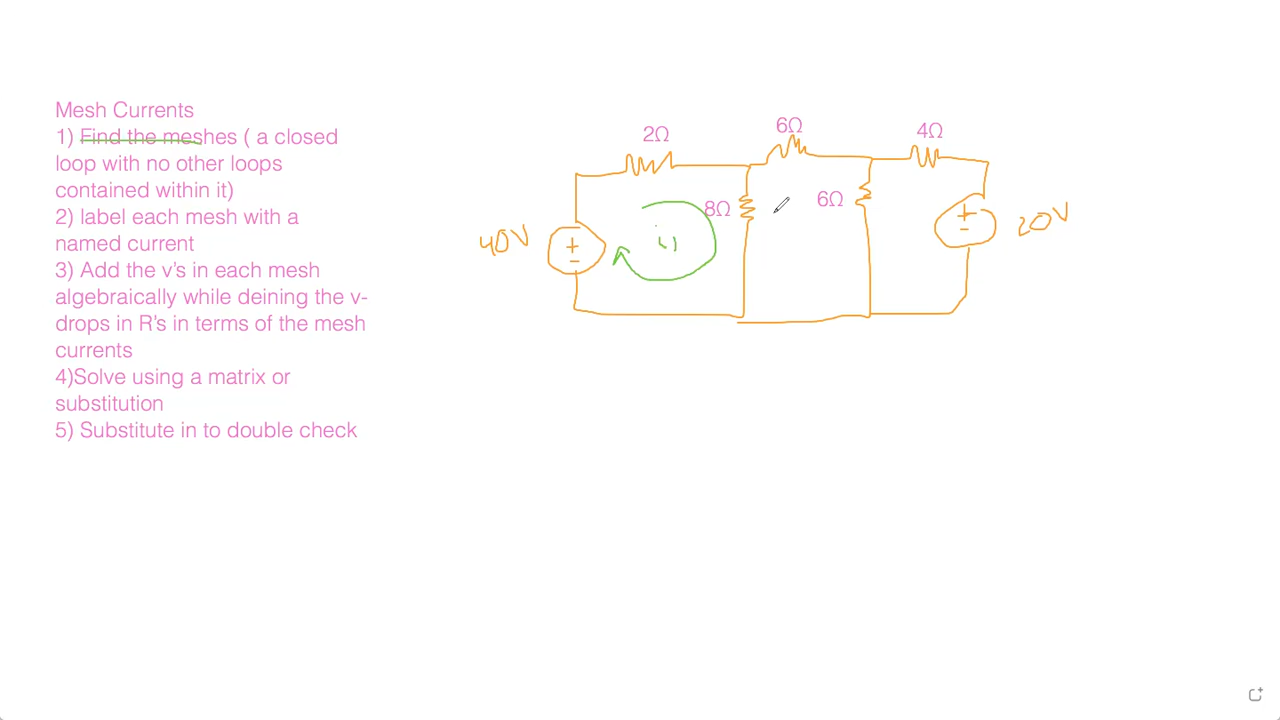 Mesh Currents
1) Find the meshes ( a closed
loop with no other loops
contained within it)
2) label each mesh with a
named current
3) Add the v's in each mesh
algebraically while deining the v-
drops in R's in terms of the mesh
currents
4)Solve using a matrix or
substitution
5) Substitute in to double check
2Ω
6Ω
4Ω
8Ω
6Ω
40V
+
-
i1
+
-
20V